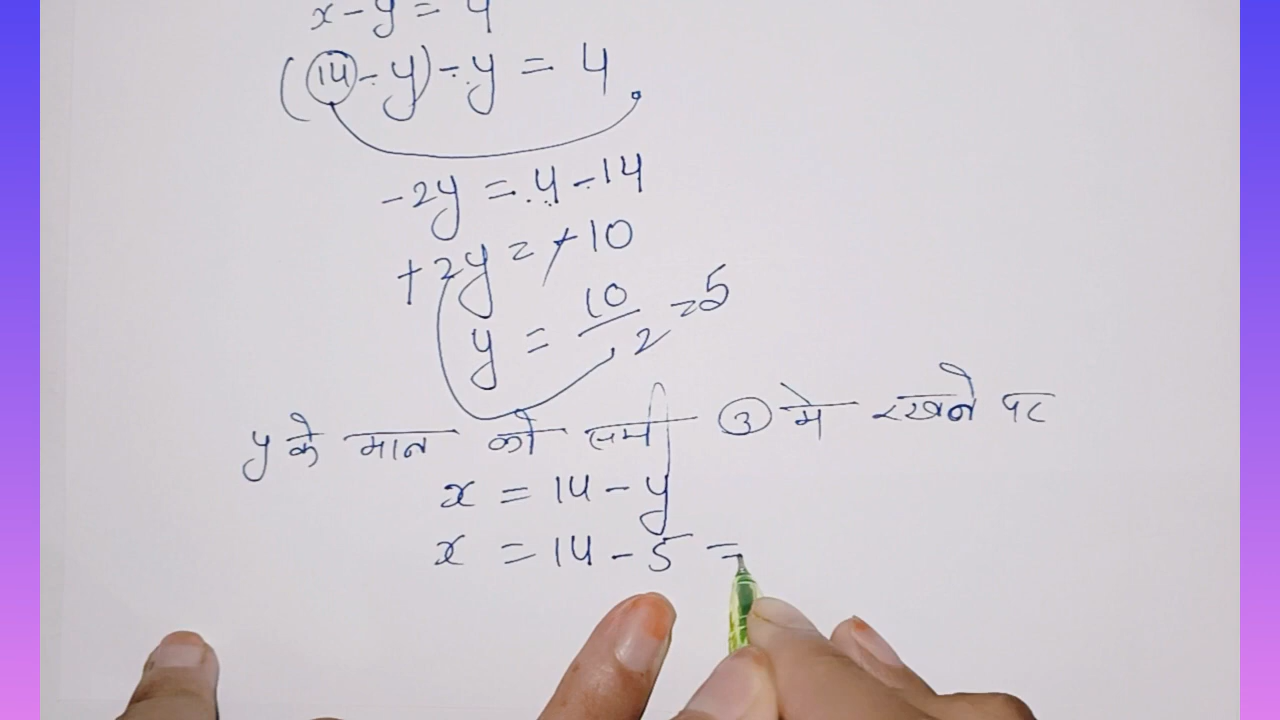 x - y = 4
(14 - y) - y = 4
-2y = 4 - 14
+2y = +10
y = 10/2 = 5
y के मान को समी ③ मे रखने पर
x = 14 - y
x = 14 - 5 =